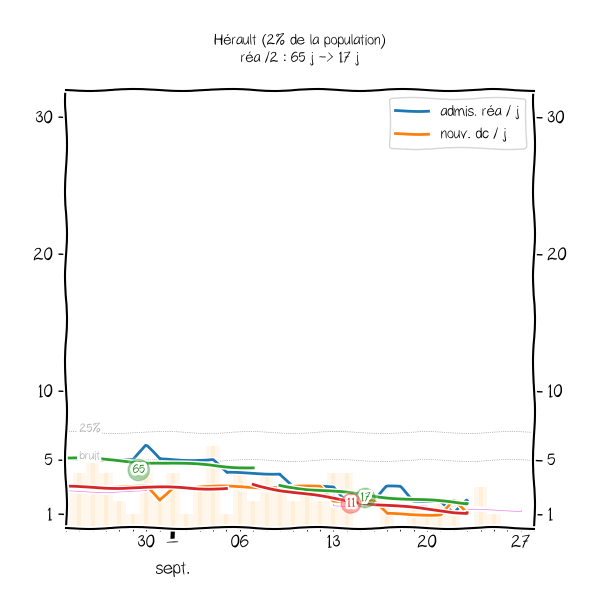 Hérault (2% de la population)
réa /2 : 65 j -> 17 j
admis. réa / j
nouv. dc / j
30 30
20 20
10 10
25%
bruit
5 5
65
17
11
1 1
30 06 13 20 27
sept.